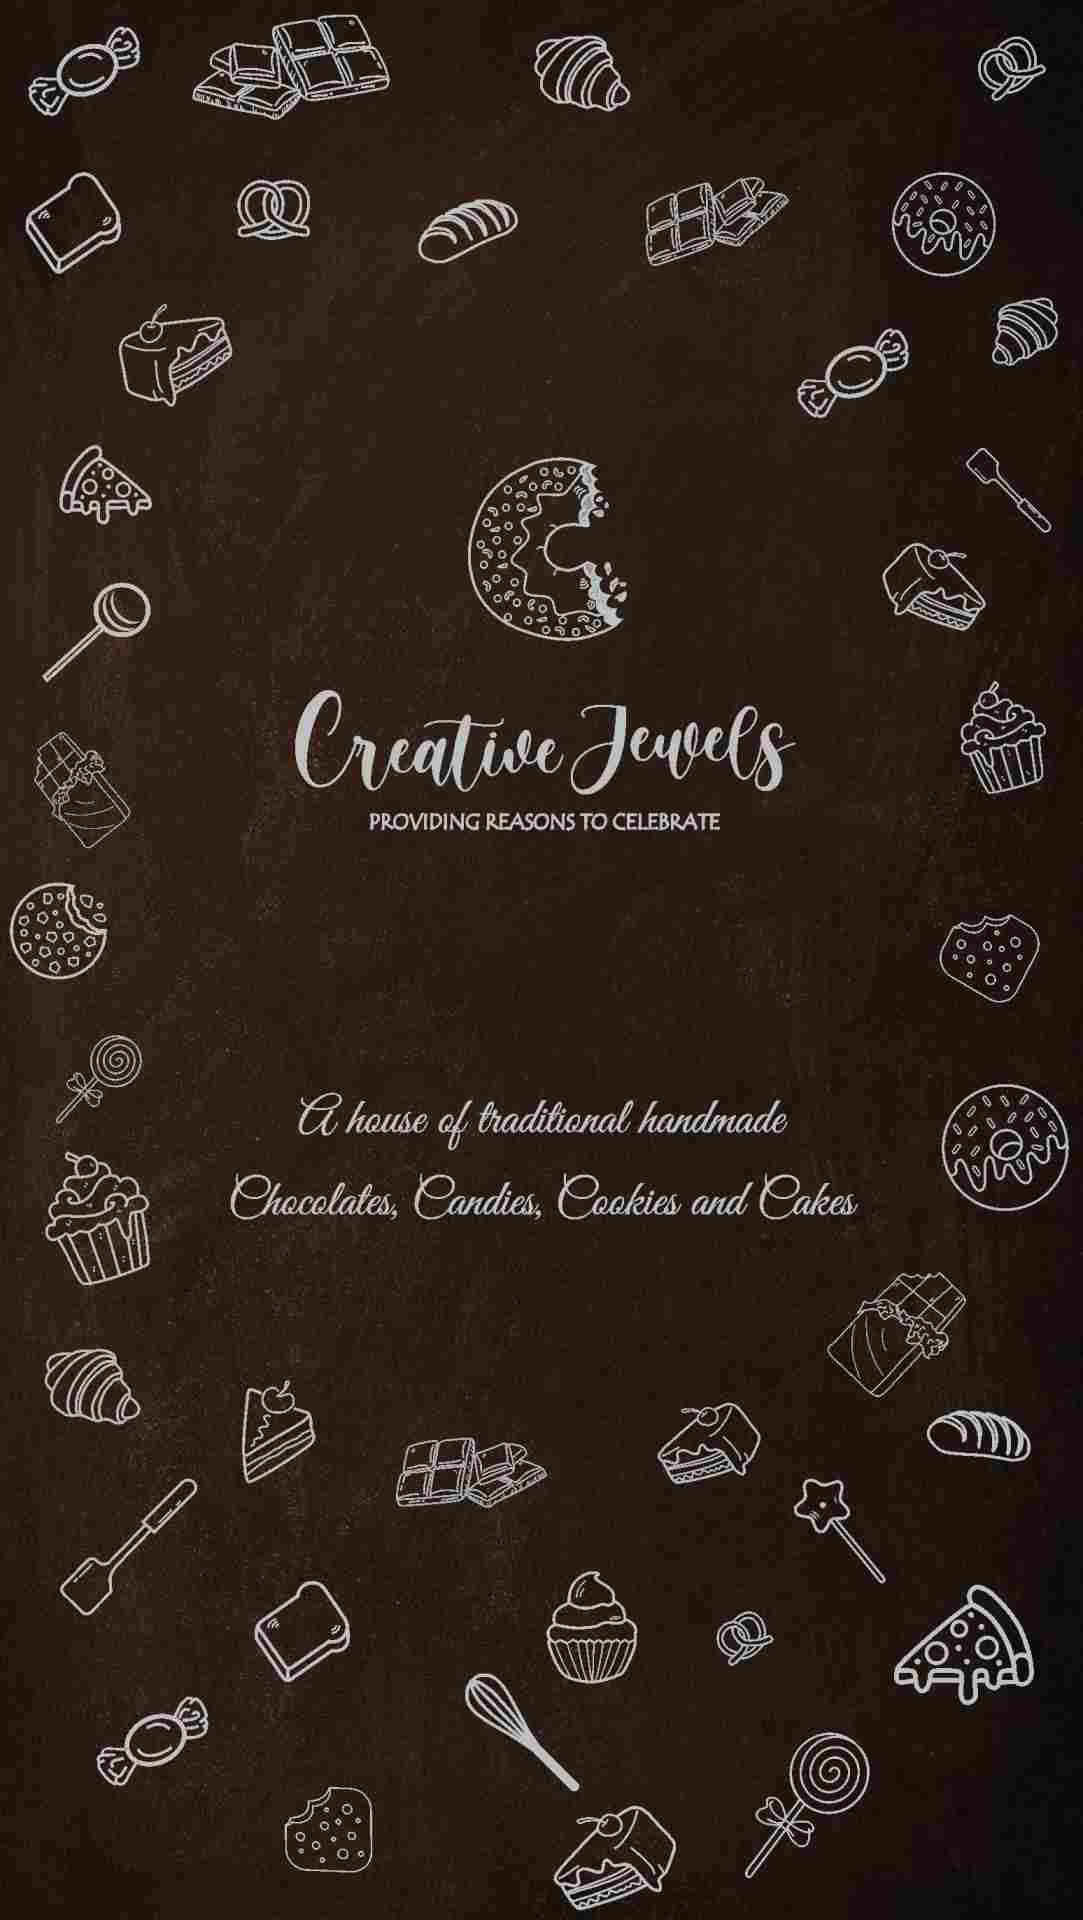 Creative Jewels
PROVIDING REASONS TO CELEBRATE
A house of traditional handmade
Chocolates, Candies, Cookies and Cakes